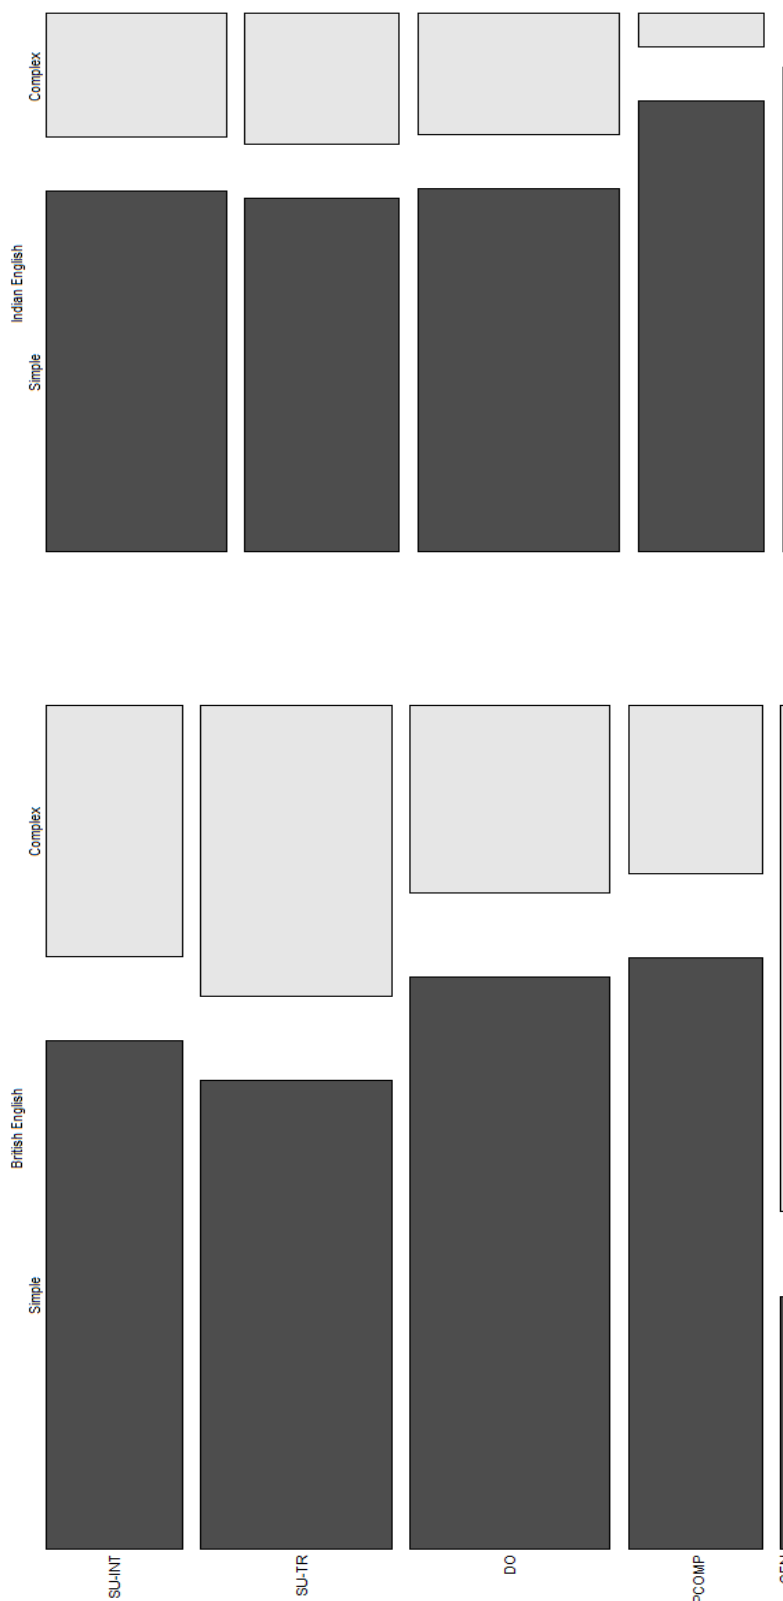 Complex
Indian English
Simple
Complex
British English
Simple
SU-INT
SU-TR
DO
PCOMP